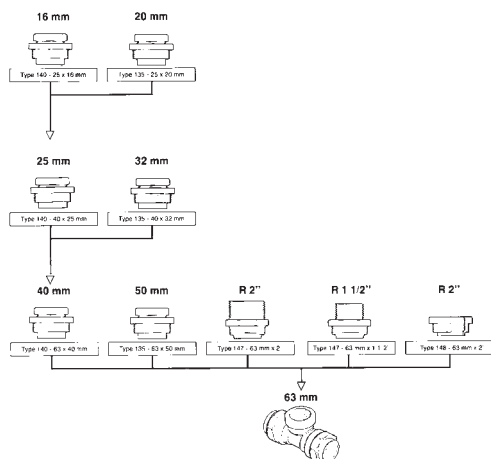 16 mm
20 mm
Type 140 - 25 x 16 mm
Type 135 - 25 x 20 mm
25 mm
32 mm
Type 140 - 40 x 25 mm
Type 135 - 40 x 32 mm
40 mm
50 mm
R 2"
R 1 1/2"
R 2"
Type 140 - 63 x 40 mm
Type 135 - 63 x 50 mm
Type 147 - 63 mm x 2
Type 147 - 63 mm x 1 1 2
Type 148 - 63 mm x 2
63 mm